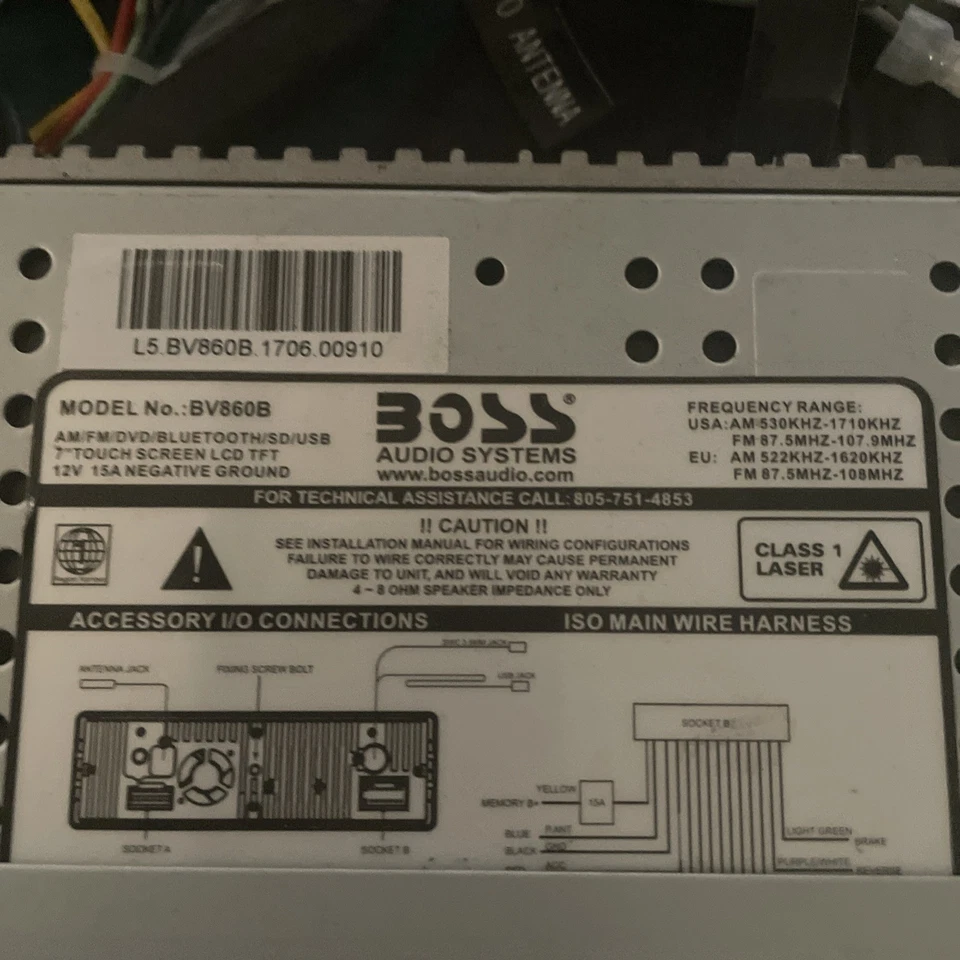 O ANTENNA
L5.BV860B.1706.00910
MODEL No.:BV860B
AM/FM/DVD/BLUETOOTH/SD/USB
7"TOUCH SCREEN LCD TFT
12V 15A NEGATIVE GROUND
BOSS®
AUDIO SYSTEMS
www.bossaudio.com
FREQUENCY RANGE:
USA:AM 530KHZ-1710KHZ
FM 87.5MHZ-107.9MHZ
EU: AM 522KHZ-1620KHZ
FM 87.5MHZ-108MHZ
FOR TECHNICAL ASSISTANCE CALL: 805-751-4853
!! CAUTION !!
SEE INSTALLATION MANUAL FOR WIRING CONFIGURATIONS
FAILURE TO WIRE CORRECTLY MAY CAUSE PERMANENT
DAMAGE TO UNIT, AND WILL VOID ANY WARRANTY
4 ~ 8 OHM SPEAKER IMPEDANCE ONLY
CLASS 1
LASER
ACCESSORY I/O CONNECTIONS
ISO MAIN WIRE HARNESS
ANTENNA JACK
FIXING SCREW BOLT
USB JACK
SOCKET A
SOCKET B
SOCKET B
YELLOW
MEMORY B+
15A
BLUE
P.ANT
BLACK
GND
ACC
LIGHT GREEN
BRAKE
PURPLE/WHITE
REVERSE